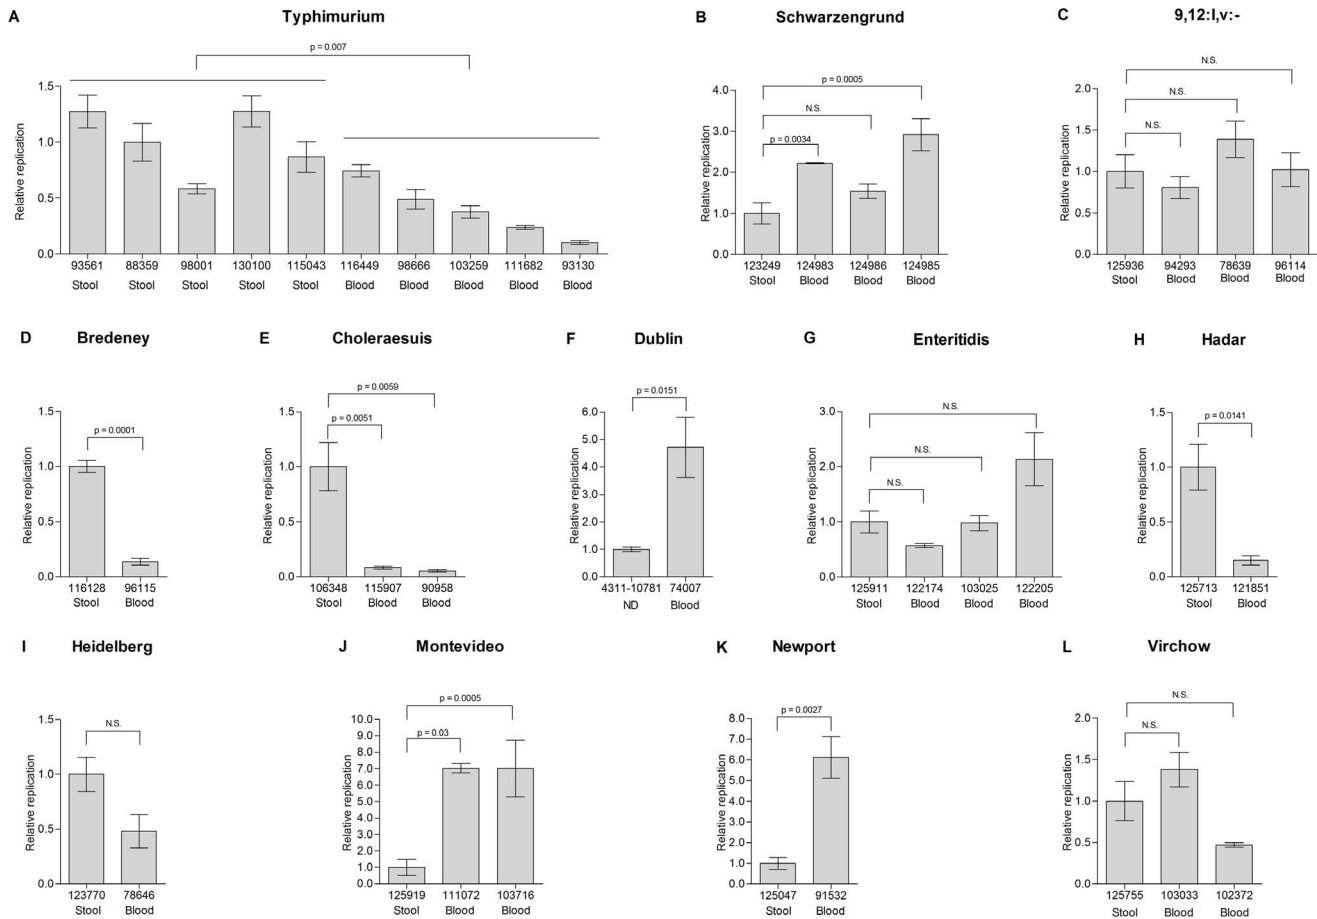 A Typhimurium
p = 0.007
Relative replication
1.5
1.0
0.5
0.0
93561 88359 98001 130100 115043 116449 98666 103259 111682 93130
Stool Stool Stool Stool Stool Blood Blood Blood Blood Blood
B Schwarzengrund
p = 0.0005
N.S.
p = 0.0034
Relative replication
4.0
3.0
2.0
1.0
0.0
123249 124983 124986 124985
Stool Blood Blood Blood
C 9,12:l,v:-
N.S.
N.S.
N.S.
Relative replication
2.0
1.5
1.0
0.5
0.0
125936 94293 78639 96114
Stool Blood Blood Blood
D Bredeney
p = 0.0001
Relative replication
1.5
1.0
0.5
0.0
116128 96115
Stool Blood
E Choleraesuis
p = 0.0059
p = 0.0051
Relative replication
1.5
1.0
0.5
0.0
106348 115907 90958
Stool Blood Blood
F Dublin
p = 0.0151
Relative replication
6.0
5.0
4.0
3.0
2.0
1.0
0.0
4311-10781 74007
ND Blood
G Enteritidis
N.S.
N.S.
N.S.
Relative replication
3.0
2.0
1.0
0.0
125911 122174 103025 122205
Stool Blood Blood Blood
H Hadar
p = 0.0141
Relative replication
1.5
1.0
0.5
0.0
125713 121851
Stool Blood
I Heidelberg
N.S.
Relative replication
1.5
1.0
0.5
0.0
123770 78646
Stool Blood
J Montevideo
p = 0.0005
p = 0.03
Relative replication
10.0
9.0
8.0
7.0
6.0
5.0
4.0
3.0
2.0
1.0
0.0
125919 111072 103716
Stool Blood Blood
K Newport
p = 0.0027
Relative replication
8.0
7.0
6.0
5.0
4.0
3.0
2.0
1.0
0.0
125047 91532
Stool Blood
L Virchow
N.S.
N.S.
Relative replication
2.0
1.5
1.0
0.5
0.0
125755 103033 102372
Stool Blood Blood